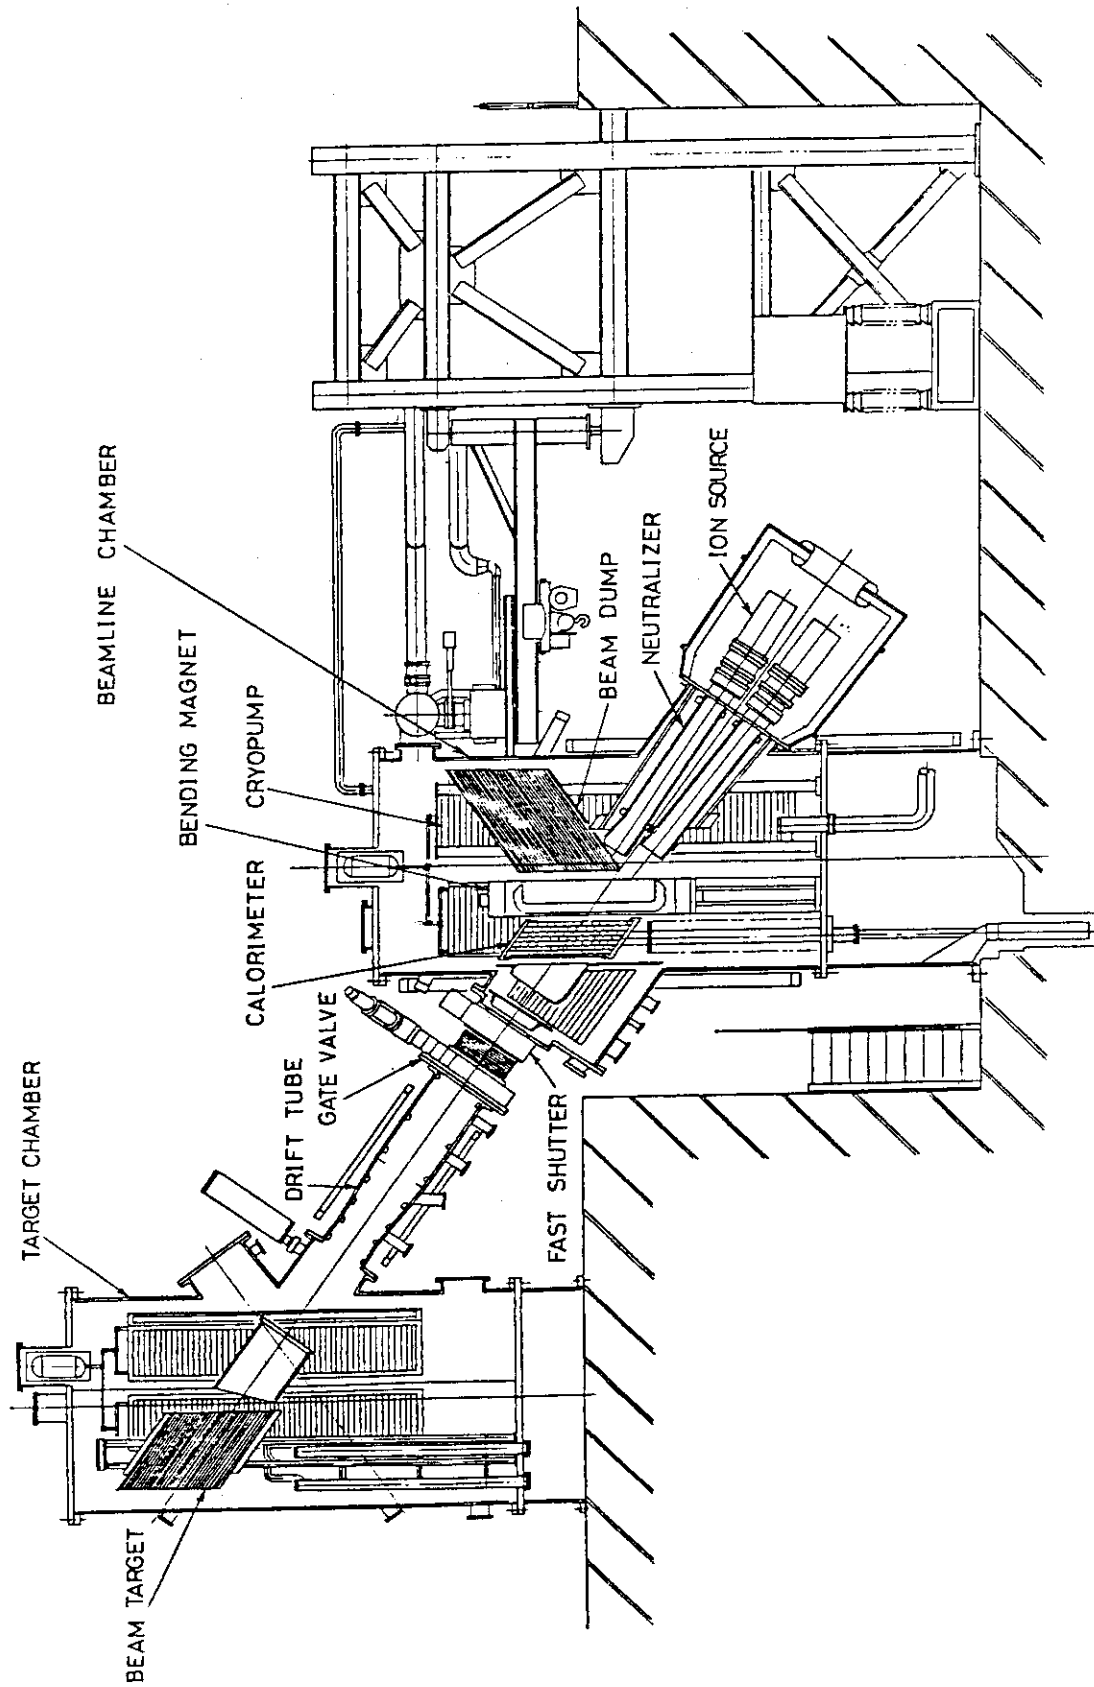 BEAM TARGET
TARGET CHAMBER
DRIFT TUBE
GATE VALVE
FAST SHUTTER
CALORIMETER
CRYOPUMP
BENDING MAGNET
BEAMLINE CHAMBER
BEAM DUMP
NEUTRALIZER
ION SOURCE